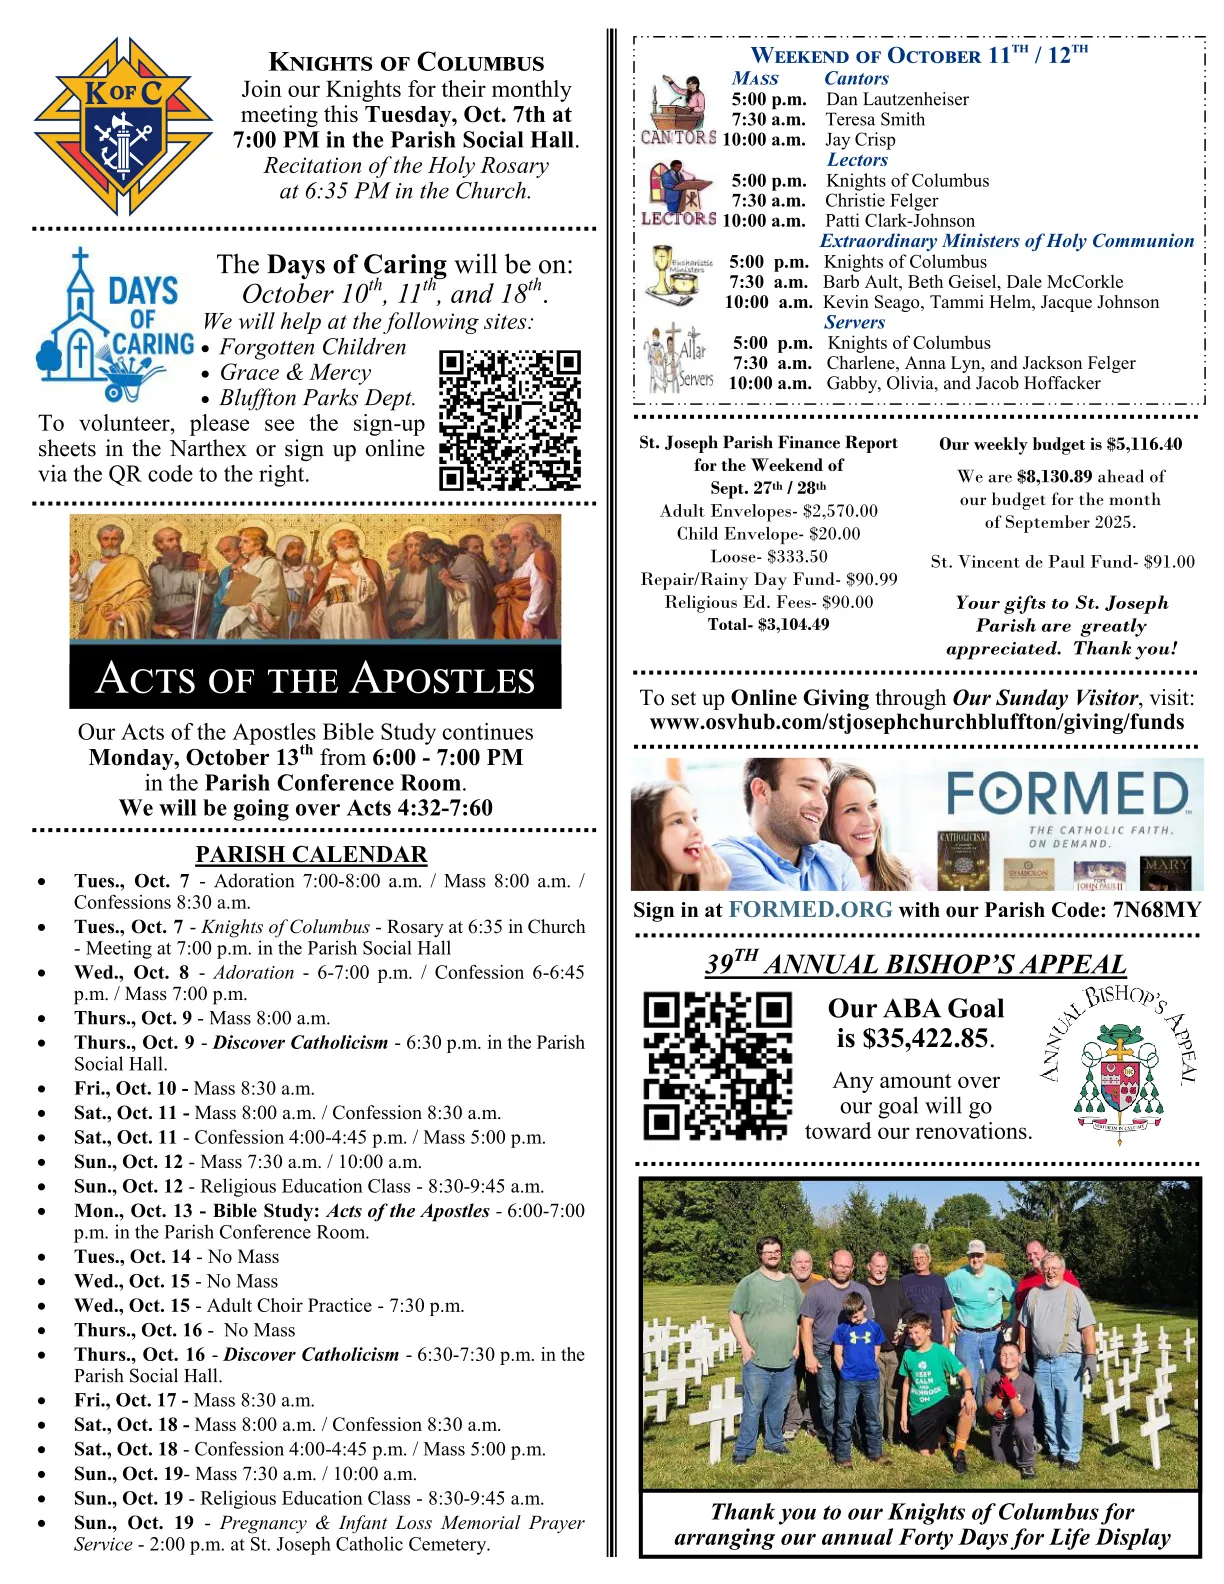 K OF C
KNIGHTS OF COLUMBUS
Join our Knights for their monthly
meeting this Tuesday, Oct. 7th at
7:00 PM in the Parish Social Hall.
Recitation of the Holy Rosary
at 6:35 PM in the Church.
DAYS
OF
CARING
The Days of Caring will be on:
October 10th, 11th, and 18th.
We will help at the following sites:
• Forgotten Children
• Grace & Mercy
• Bluffton Parks Dept.
To volunteer, please see the sign-up
sheets in the Narthex or sign up online
via the QR code to the right.
ACTS OF THE APOSTLES
Our Acts of the Apostles Bible Study continues
Monday, October 13th from 6:00 - 7:00 PM
in the Parish Conference Room.
We will be going over Acts 4:32-7:60
PARISH CALENDAR
• Tues., Oct. 7 - Adoration 7:00-8:00 a.m. / Mass 8:00 a.m. /
Confessions 8:30 a.m.
• Tues., Oct. 7 - Knights of Columbus - Rosary at 6:35 in Church
- Meeting at 7:00 p.m. in the Parish Social Hall
• Wed., Oct. 8 - Adoration - 6-7:00 p.m. / Confession 6-6:45
p.m. / Mass 7:00 p.m.
• Thurs., Oct. 9 - Mass 8:00 a.m.
• Thurs., Oct. 9 - Discover Catholicism - 6:30 p.m. in the Parish
Social Hall.
• Fri., Oct. 10 - Mass 8:30 a.m.
• Sat., Oct. 11 - Mass 8:00 a.m. / Confession 8:30 a.m.
• Sat., Oct. 11 - Confession 4:00-4:45 p.m. / Mass 5:00 p.m.
• Sun., Oct. 12 - Mass 7:30 a.m. / 10:00 a.m.
• Sun., Oct. 12 - Religious Education Class - 8:30-9:45 a.m.
• Mon., Oct. 13 - Bible Study: Acts of the Apostles - 6:00-7:00
p.m. in the Parish Conference Room.
• Tues., Oct. 14 - No Mass
• Wed., Oct. 15 - No Mass
• Wed., Oct. 15 - Adult Choir Practice - 7:30 p.m.
• Thurs., Oct. 16 - No Mass
• Thurs., Oct. 16 - Discover Catholicism - 6:30-7:30 p.m. in the
Parish Social Hall.
• Fri., Oct. 17 - Mass 8:30 a.m.
• Sat., Oct. 18 - Mass 8:00 a.m. / Confession 8:30 a.m.
• Sat., Oct. 18 - Confession 4:00-4:45 p.m. / Mass 5:00 p.m.
• Sun., Oct. 19- Mass 7:30 a.m. / 10:00 a.m.
• Sun., Oct. 19 - Religious Education Class - 8:30-9:45 a.m.
• Sun., Oct. 19 - Pregnancy & Infant Loss Memorial Prayer
Service - 2:00 p.m. at St. Joseph Catholic Cemetery.
WEEKEND OF OCTOBER 11TH / 12TH
MASS Cantors
5:00 p.m. Dan Lautzenheiser
7:30 a.m. Teresa Smith
CANTORS 10:00 a.m. Jay Crisp
Lectors
5:00 p.m. Knights of Columbus
7:30 a.m. Christie Felger
LECTORS 10:00 a.m. Patti Clark-Johnson
Extraordinary Ministers of Holy Communion
Eucharistic
Ministers
5:00 p.m. Knights of Columbus
7:30 a.m. Barb Ault, Beth Geisel, Dale McCorkle
10:00 a.m. Kevin Seago, Tammi Helm, Jacque Johnson
Servers
Altar
Servers
5:00 p.m. Knights of Columbus
7:30 a.m. Charlene, Anna Lyn, and Jackson Felger
10:00 a.m. Gabby, Olivia, and Jacob Hoffacker
St. Joseph Parish Finance Report
for the Weekend of
Sept. 27th / 28th
Adult Envelopes- $2,570.00
Child Envelope- $20.00
Loose- $333.50
Repair/Rainy Day Fund- $90.99
Religious Ed. Fees- $90.00
Total- $3,104.49
Our weekly budget is $5,116.40
We are $8,130.89 ahead of
our budget for the month
of September 2025.
St. Vincent de Paul Fund- $91.00
Your gifts to St. Joseph
Parish are greatly
appreciated. Thank you!
To set up Online Giving through Our Sunday Visitor, visit:
www.osvhub.com/stjosephchurchbluffton/giving/funds
FORMED
THE CATHOLIC FAITH.
ON DEMAND.
CATHOLICISM
SYMBOLON
JOHN PAUL II
MARY
Sign in at FORMED.ORG with our Parish Code: 7N68MY
39TH ANNUAL BISHOP'S APPEAL
Our ABA Goal
is $35,422.85.
Any amount over
our goal will go
toward our renovations.
ANNUAL BISHOP'S APPEAL
KEEP
CALM
ON
Thank you to our Knights of Columbus for
arranging our annual Forty Days for Life Display